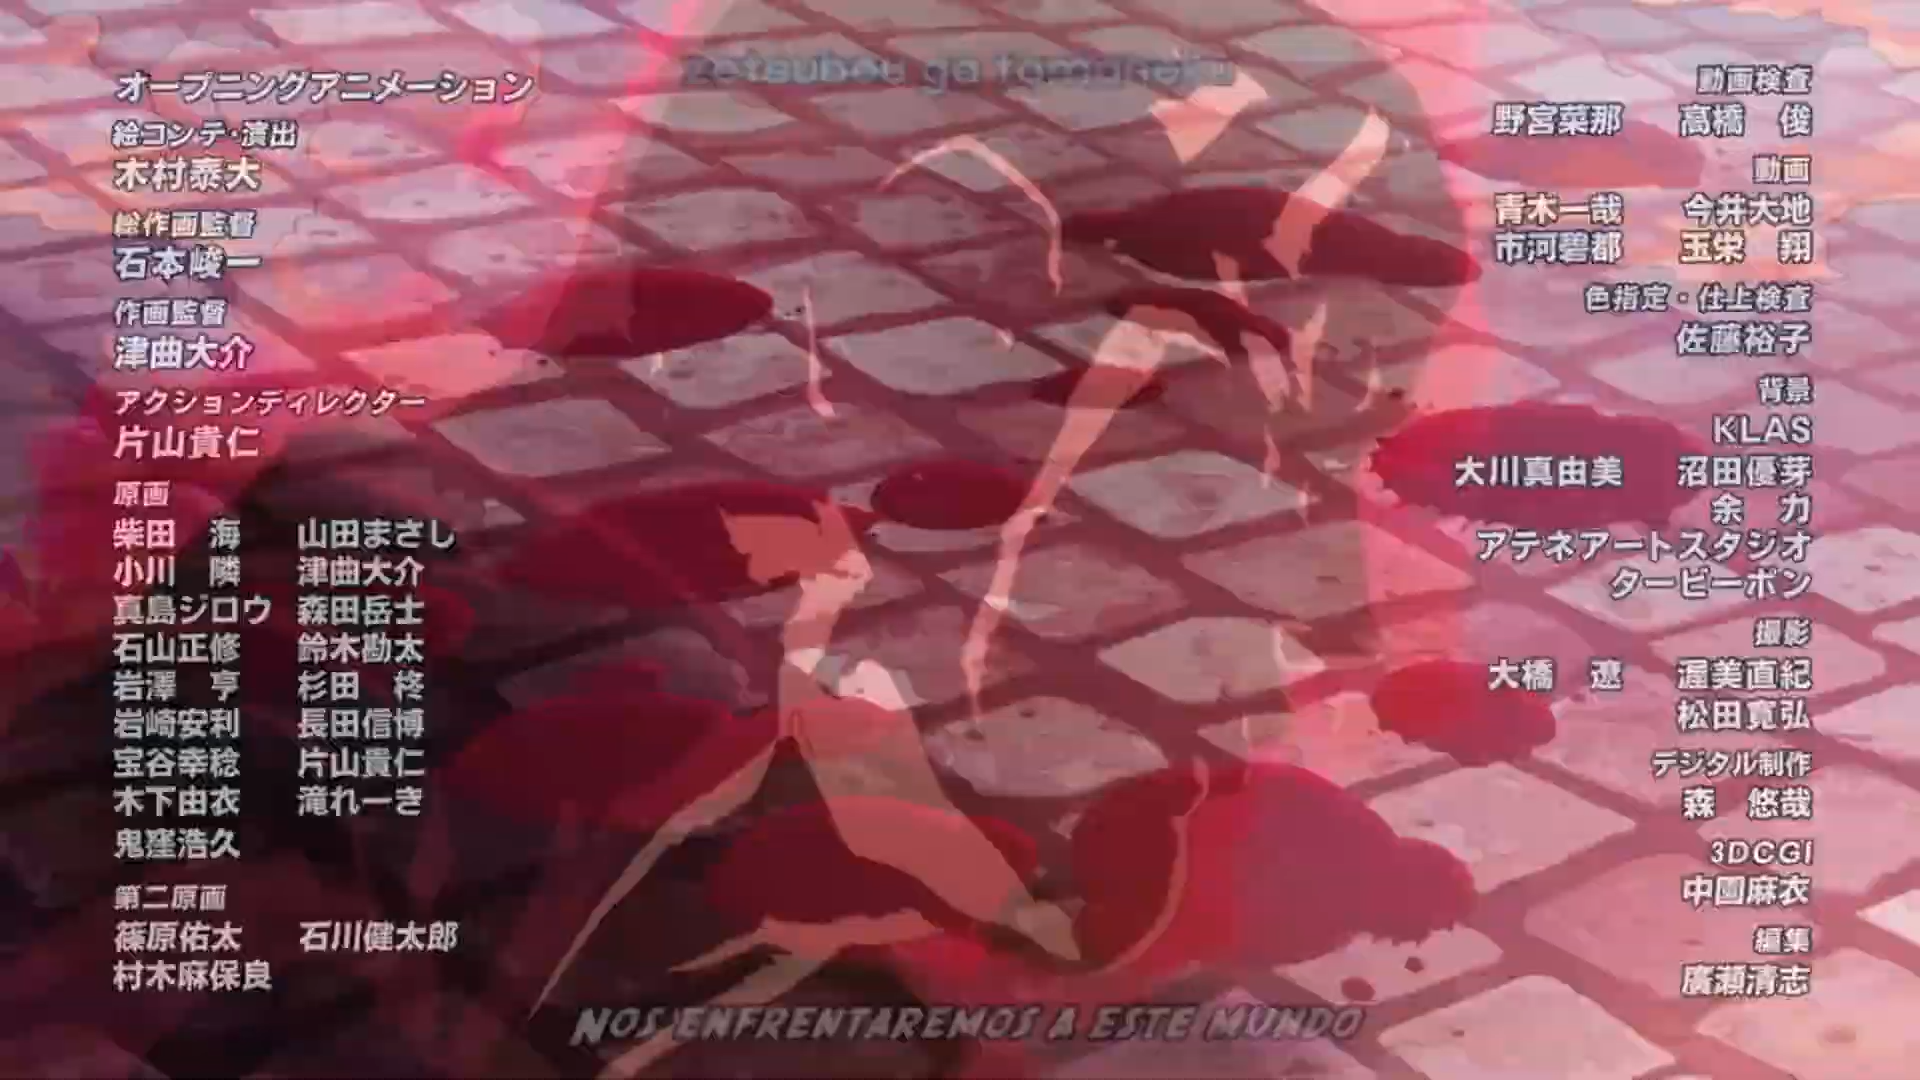 zetsubou ga tomaranaku
オープニングアニメーション
絵コンテ・演出
木村泰大
総作画監督
石本峻一
作画監督
津曲大介
アクションディレクター
片山貴仁
原画
柴田 海 山田まさし
小川 隣 津曲大介
真島ジロウ 森田岳士
石山正修 鈴木勘太
岩澤 亨 杉田 柊
岩崎安利 長田信博
宝谷幸稔 片山貴仁
木下由衣 滝れーき
鬼窪浩久
第二原画
篠原佑太 石川健太郎
村木麻保良
動画検査
野宮菜那 高橋 俊
動画
青木一哉 今井大地
市河碧都 玉栄 翔
色指定・仕上検査
佐藤裕子
背景
KLAS
大川真由美 沼田優芽
余 力
アテネアートスタジオ
タービーポン
撮影
大橋 遼 渥美直紀
松田寛弘
デジタル制作
森 悠哉
3DCGI
中園麻衣
編集
廣瀬清志
NOS ENFRENTAREMOS A ESTE MUNDO